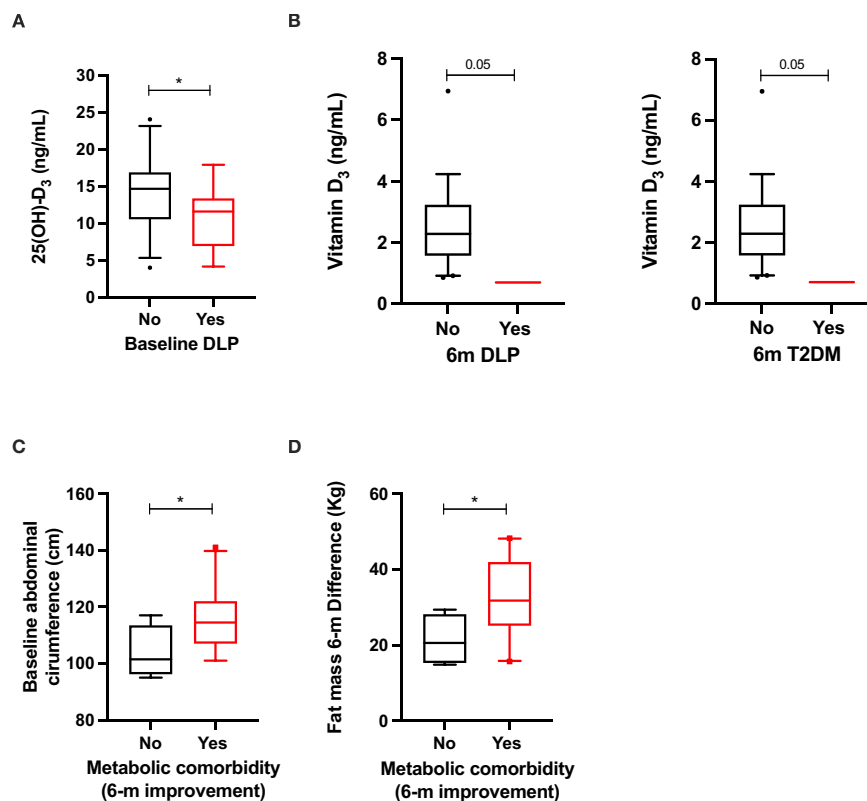 A
25(OH)-D3 (ng/mL)
30
25
20
15
10
5
0
*
No Yes
Baseline DLP
B
Vitamin D3 (ng/mL)
8
6
4
2
0
0.05
No Yes
6m DLP
Vitamin D3 (ng/mL)
8
6
4
2
0
0.05
No Yes
6m T2DM
C
Baseline abdominal
cirumference (cm)
160
140
120
100
80
*
No Yes
Metabolic comorbidity
(6-m improvement)
D
Fat mass 6-m Difference (Kg)
60
40
20
0
*
No Yes
Metabolic comorbidity
(6-m improvement)